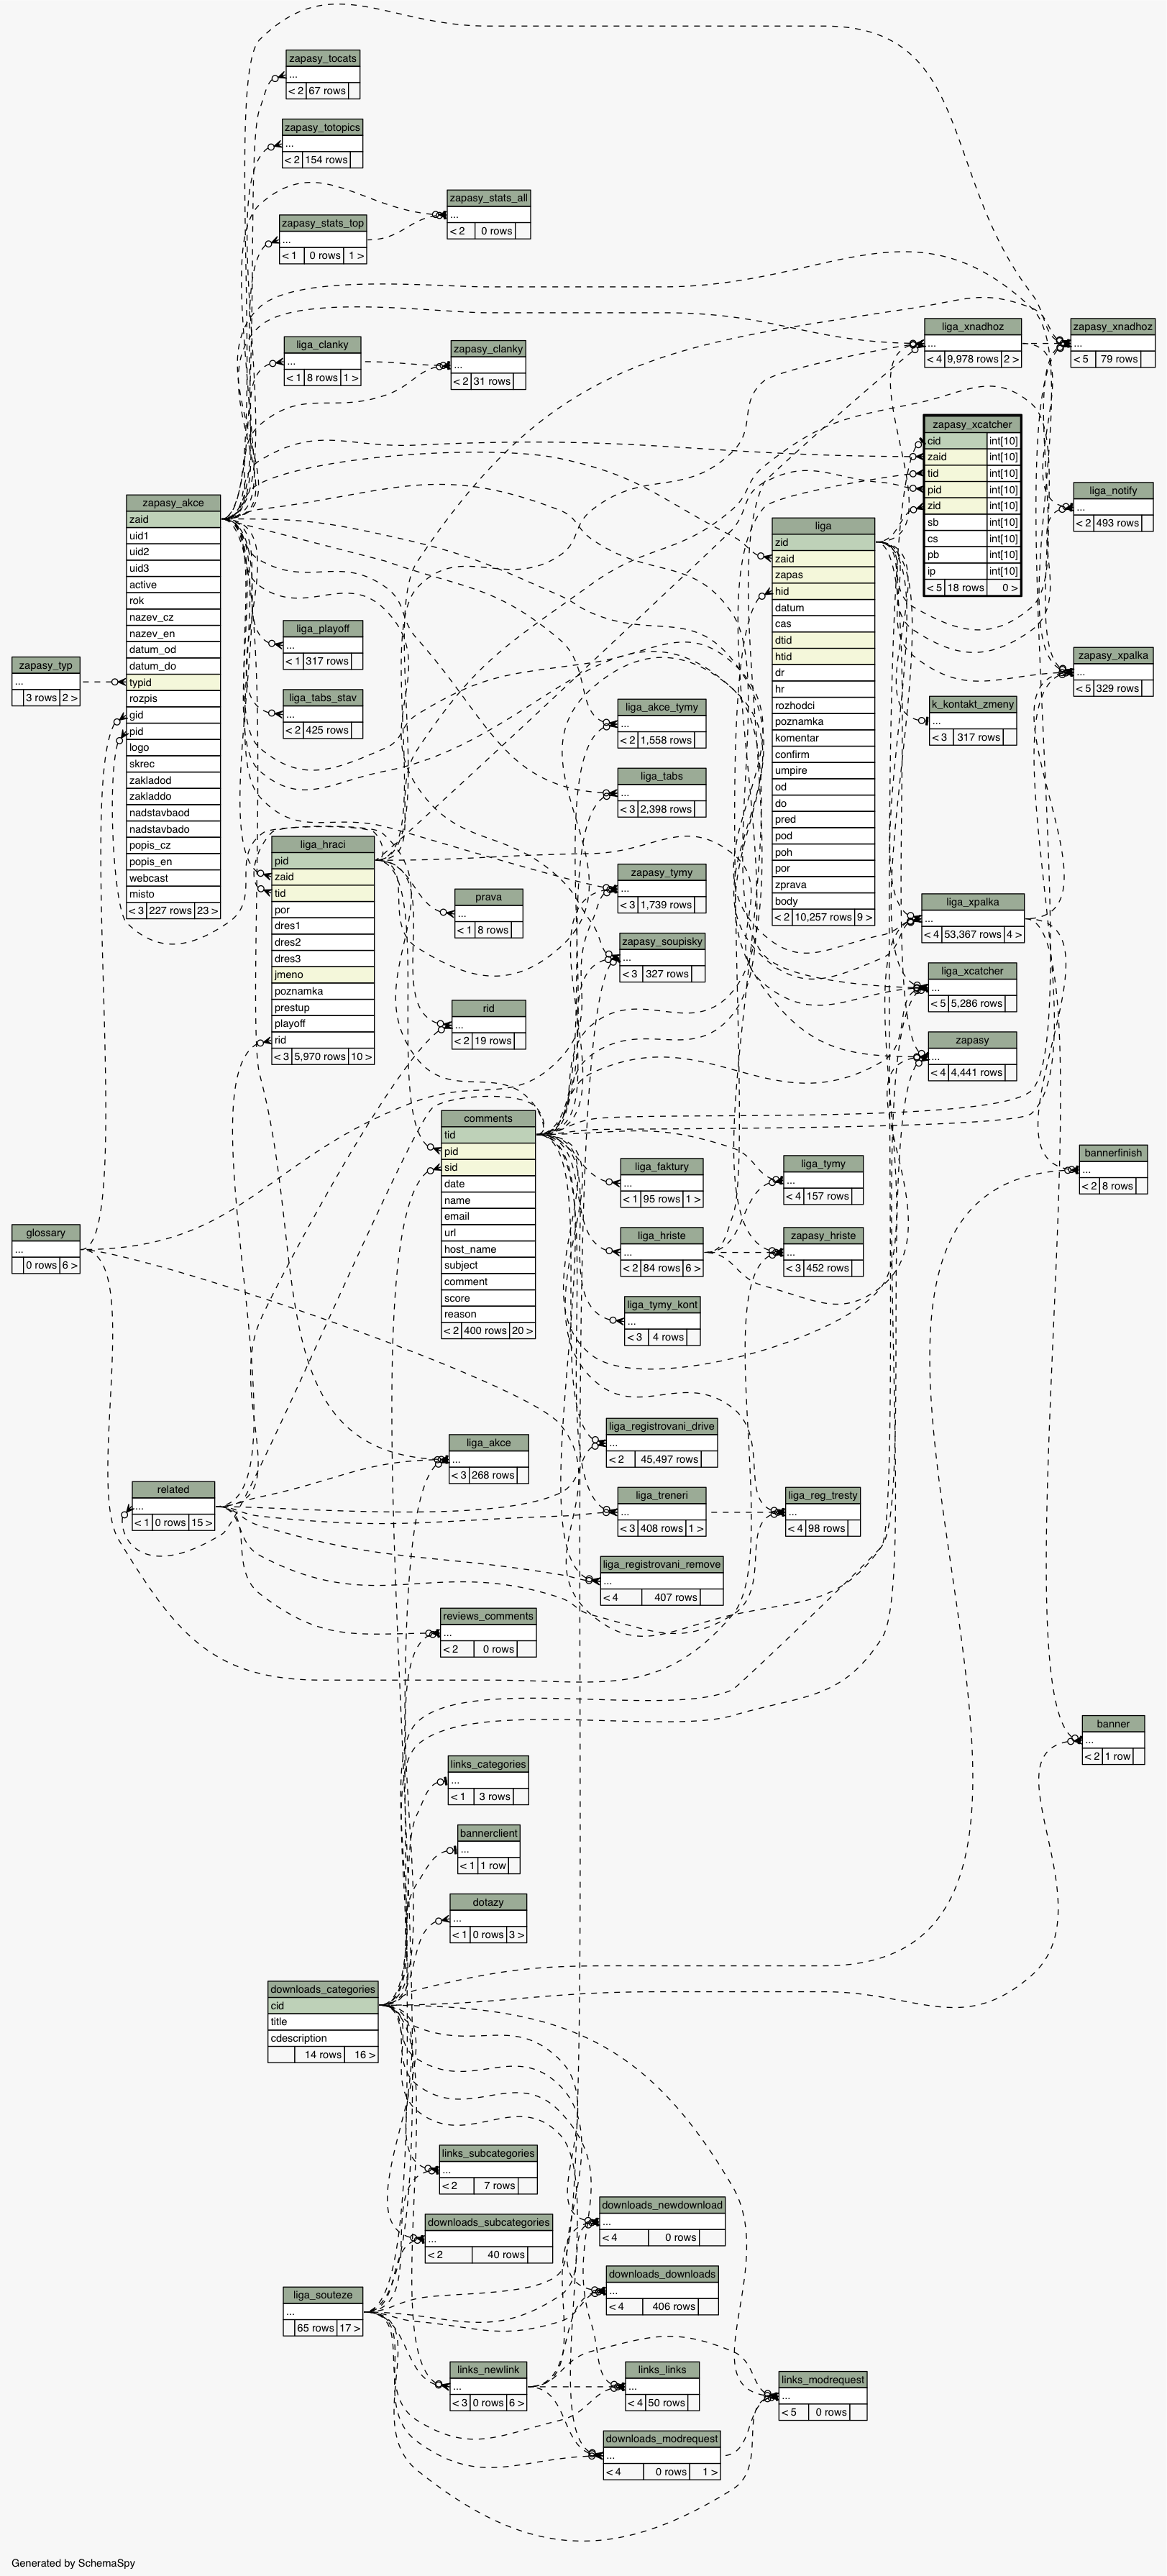 zapasy_tocats
...
< 2 67 rows
zapasy_totopics
...
< 2 154 rows
zapasy_stats_all
...
< 2 0 rows
zapasy_stats_top
...
< 1 0 rows 1 >
liga_xnadhoz
...
< 4 9,978 rows 2 >
zapasy_xnadhoz
...
< 5 79 rows
liga_clanky
...
< 1 8 rows 1 >
zapasy_clanky
...
< 2 31 rows
zapasy_xcatcher
cid int[10]
zaid int[10]
tid int[10]
pid int[10]
zid int[10]
sb int[10]
cs int[10]
pb int[10]
ip int[10]
< 5 18 rows 0 >
liga_notify
...
< 2 493 rows
zapasy_akce
zaid
uid1
uid2
uid3
active
rok
nazev_cz
nazev_en
datum_od
datum_do
typid
rozpis
gid
pid
logo
skrec
zakladod
zakladdo
nadstavbaod
nadstavbado
popis_cz
popis_en
webcast
misto
< 3 227 rows 23 >
liga
zid
zaid
zapas
hid
datum
cas
dtid
htid
dr
hr
rozhodci
poznamka
komentar
confirm
umpire
od
do
pred
pod
poh
por
zprava
body
< 2 10,257 rows 9 >
liga_playoff
...
< 1 317 rows
zapasy_typ
...
3 rows 2 >
zapasy_xpalka
...
< 5 329 rows
liga_tabs_stav
...
< 2 425 rows
liga_akce_tymy
...
< 2 1,558 rows
k_kontakt_zmeny
...
< 3 317 rows
liga_tabs
...
< 3 2,398 rows
liga_hraci
pid
zaid
tid
por
dres1
dres2
dres3
jmeno
poznamka
prestup
playoff
rid
< 3 5,970 rows 10 >
zapasy_tymy
...
< 3 1,739 rows
prava
...
< 1 8 rows
liga_xpalka
...
< 4 53,367 rows 4 >
zapasy_soupisky
...
< 3 327 rows
liga_xcatcher
...
< 5 5,286 rows
rid
...
< 2 19 rows
zapasy
...
< 4 4,441 rows
comments
tid
pid
sid
date
name
email
url
host_name
subject
comment
score
reason
< 2 400 rows 20 >
bannerfinish
...
< 2 8 rows
liga_faktury
...
< 1 95 rows 1 >
liga_tymy
...
< 4 157 rows
glossary
...
0 rows 6 >
liga_hriste
...
< 2 84 rows 6 >
zapasy_hriste
...
< 3 452 rows
liga_tymy_kont
...
< 3 4 rows
liga_registrovani_drive
...
< 2 45,497 rows
liga_akce
...
< 3 268 rows
related
...
< 1 0 rows 15 >
liga_treneri
...
< 3 408 rows 1 >
liga_reg_tresty
...
< 4 98 rows
liga_registrovani_remove
...
< 4 407 rows
reviews_comments
...
< 2 0 rows
banner
...
< 2 1 row
links_categories
...
< 1 3 rows
bannerclient
...
< 1 1 row
dotazy
...
< 1 0 rows 3 >
downloads_categories
cid
title
cdescription
14 rows 16 >
links_subcategories
...
< 2 7 rows
downloads_newdownload
...
< 4 0 rows
downloads_subcategories
...
< 2 40 rows
downloads_downloads
...
< 4 406 rows
liga_souteze
...
65 rows 17 >
links_newlink
...
< 3 0 rows 6 >
links_links
...
< 4 50 rows
links_modrequest
...
< 5 0 rows
downloads_modrequest
...
< 4 0 rows 1 >
Generated by SchemaSpy